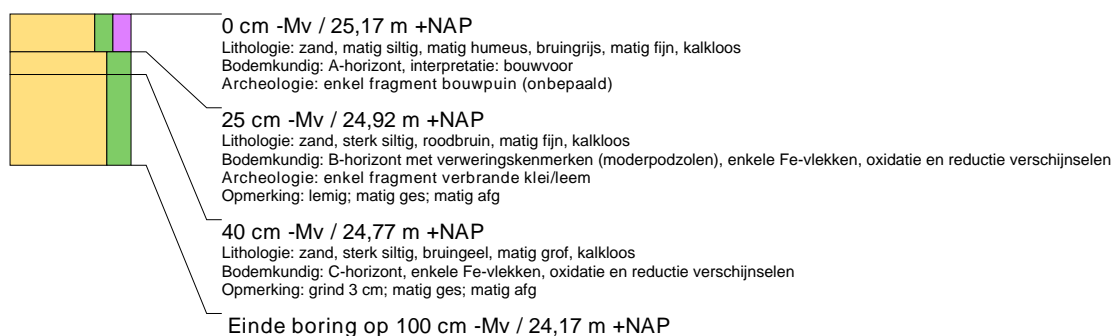 0 cm -Mv / 25,17 m +NAP
Lithologie: zand, matig siltig, matig humeus, bruingrijs, matig fijn, kalkloos
Bodemkundig: A-horizont, interpretatie: bouwvoor
Archeologie: enkel fragment bouwpuin (onbepaald)
25 cm -Mv / 24,92 m +NAP
Lithologie: zand, sterk siltig, roodbruin, matig fijn, kalkloos
Bodemkundig: B-horizont met verweringskenmerken (moderpodzolen), enkele Fe-vlekken, oxidatie en reductie verschijnselen
Archeologie: enkel fragment verbrande klei/leem
Opmerking: lemig; matig ges; matig afg
40 cm -Mv / 24,77 m +NAP
Lithologie: zand, sterk siltig, bruingeel, matig grof, kalkloos
Bodemkundig: C-horizont, enkele Fe-vlekken, oxidatie en reductie verschijnselen
Opmerking: grind 3 cm; matig ges; matig afg
Einde boring op 100 cm -Mv / 24,17 m +NAP